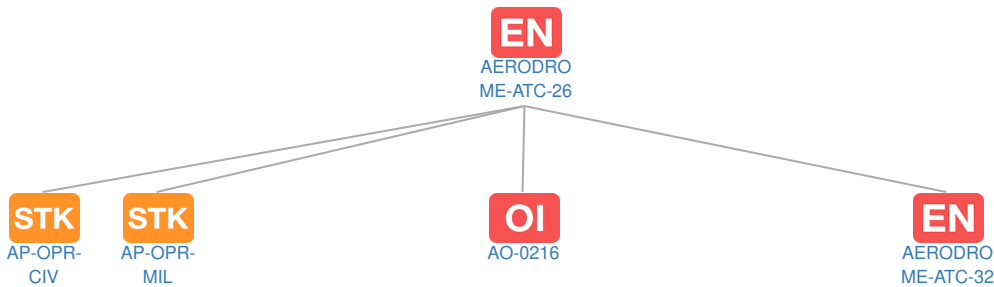 EN
AERODRO
ME-ATC-26
STK
AP-OPR-
CIV
STK
AP-OPR-
MIL
OI
AO-0216
EN
AERODRO
ME-ATC-32